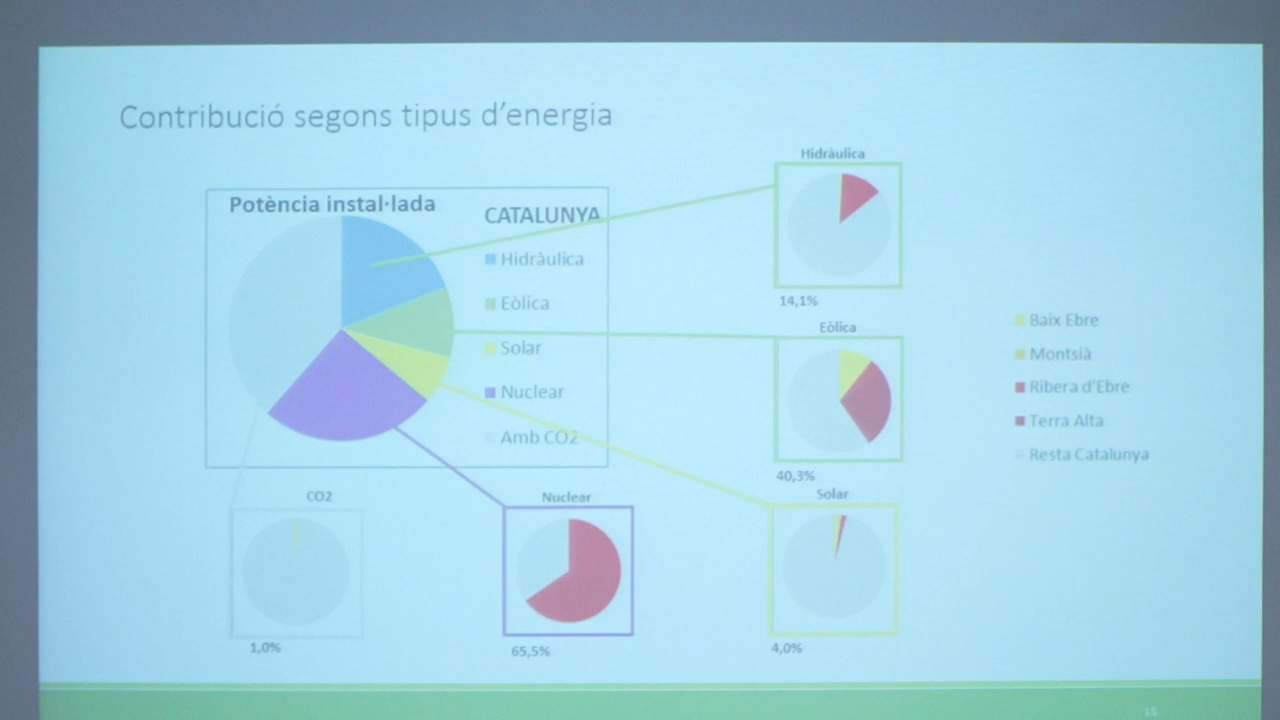 Contribució segons tipus d'energia
Potència instal·lada
CATALUNYA
Hidràulica
Eòlica
Solar
Nuclear
Amb CO2
Hidràulica
14,1%
Eòlica
40,3%
Solar
4,0%
Nuclear
65,5%
CO2
1,0%
Baix Ebre
Montsià
Ribera d'Ebre
Terra Alta
Resta Catalunya
15